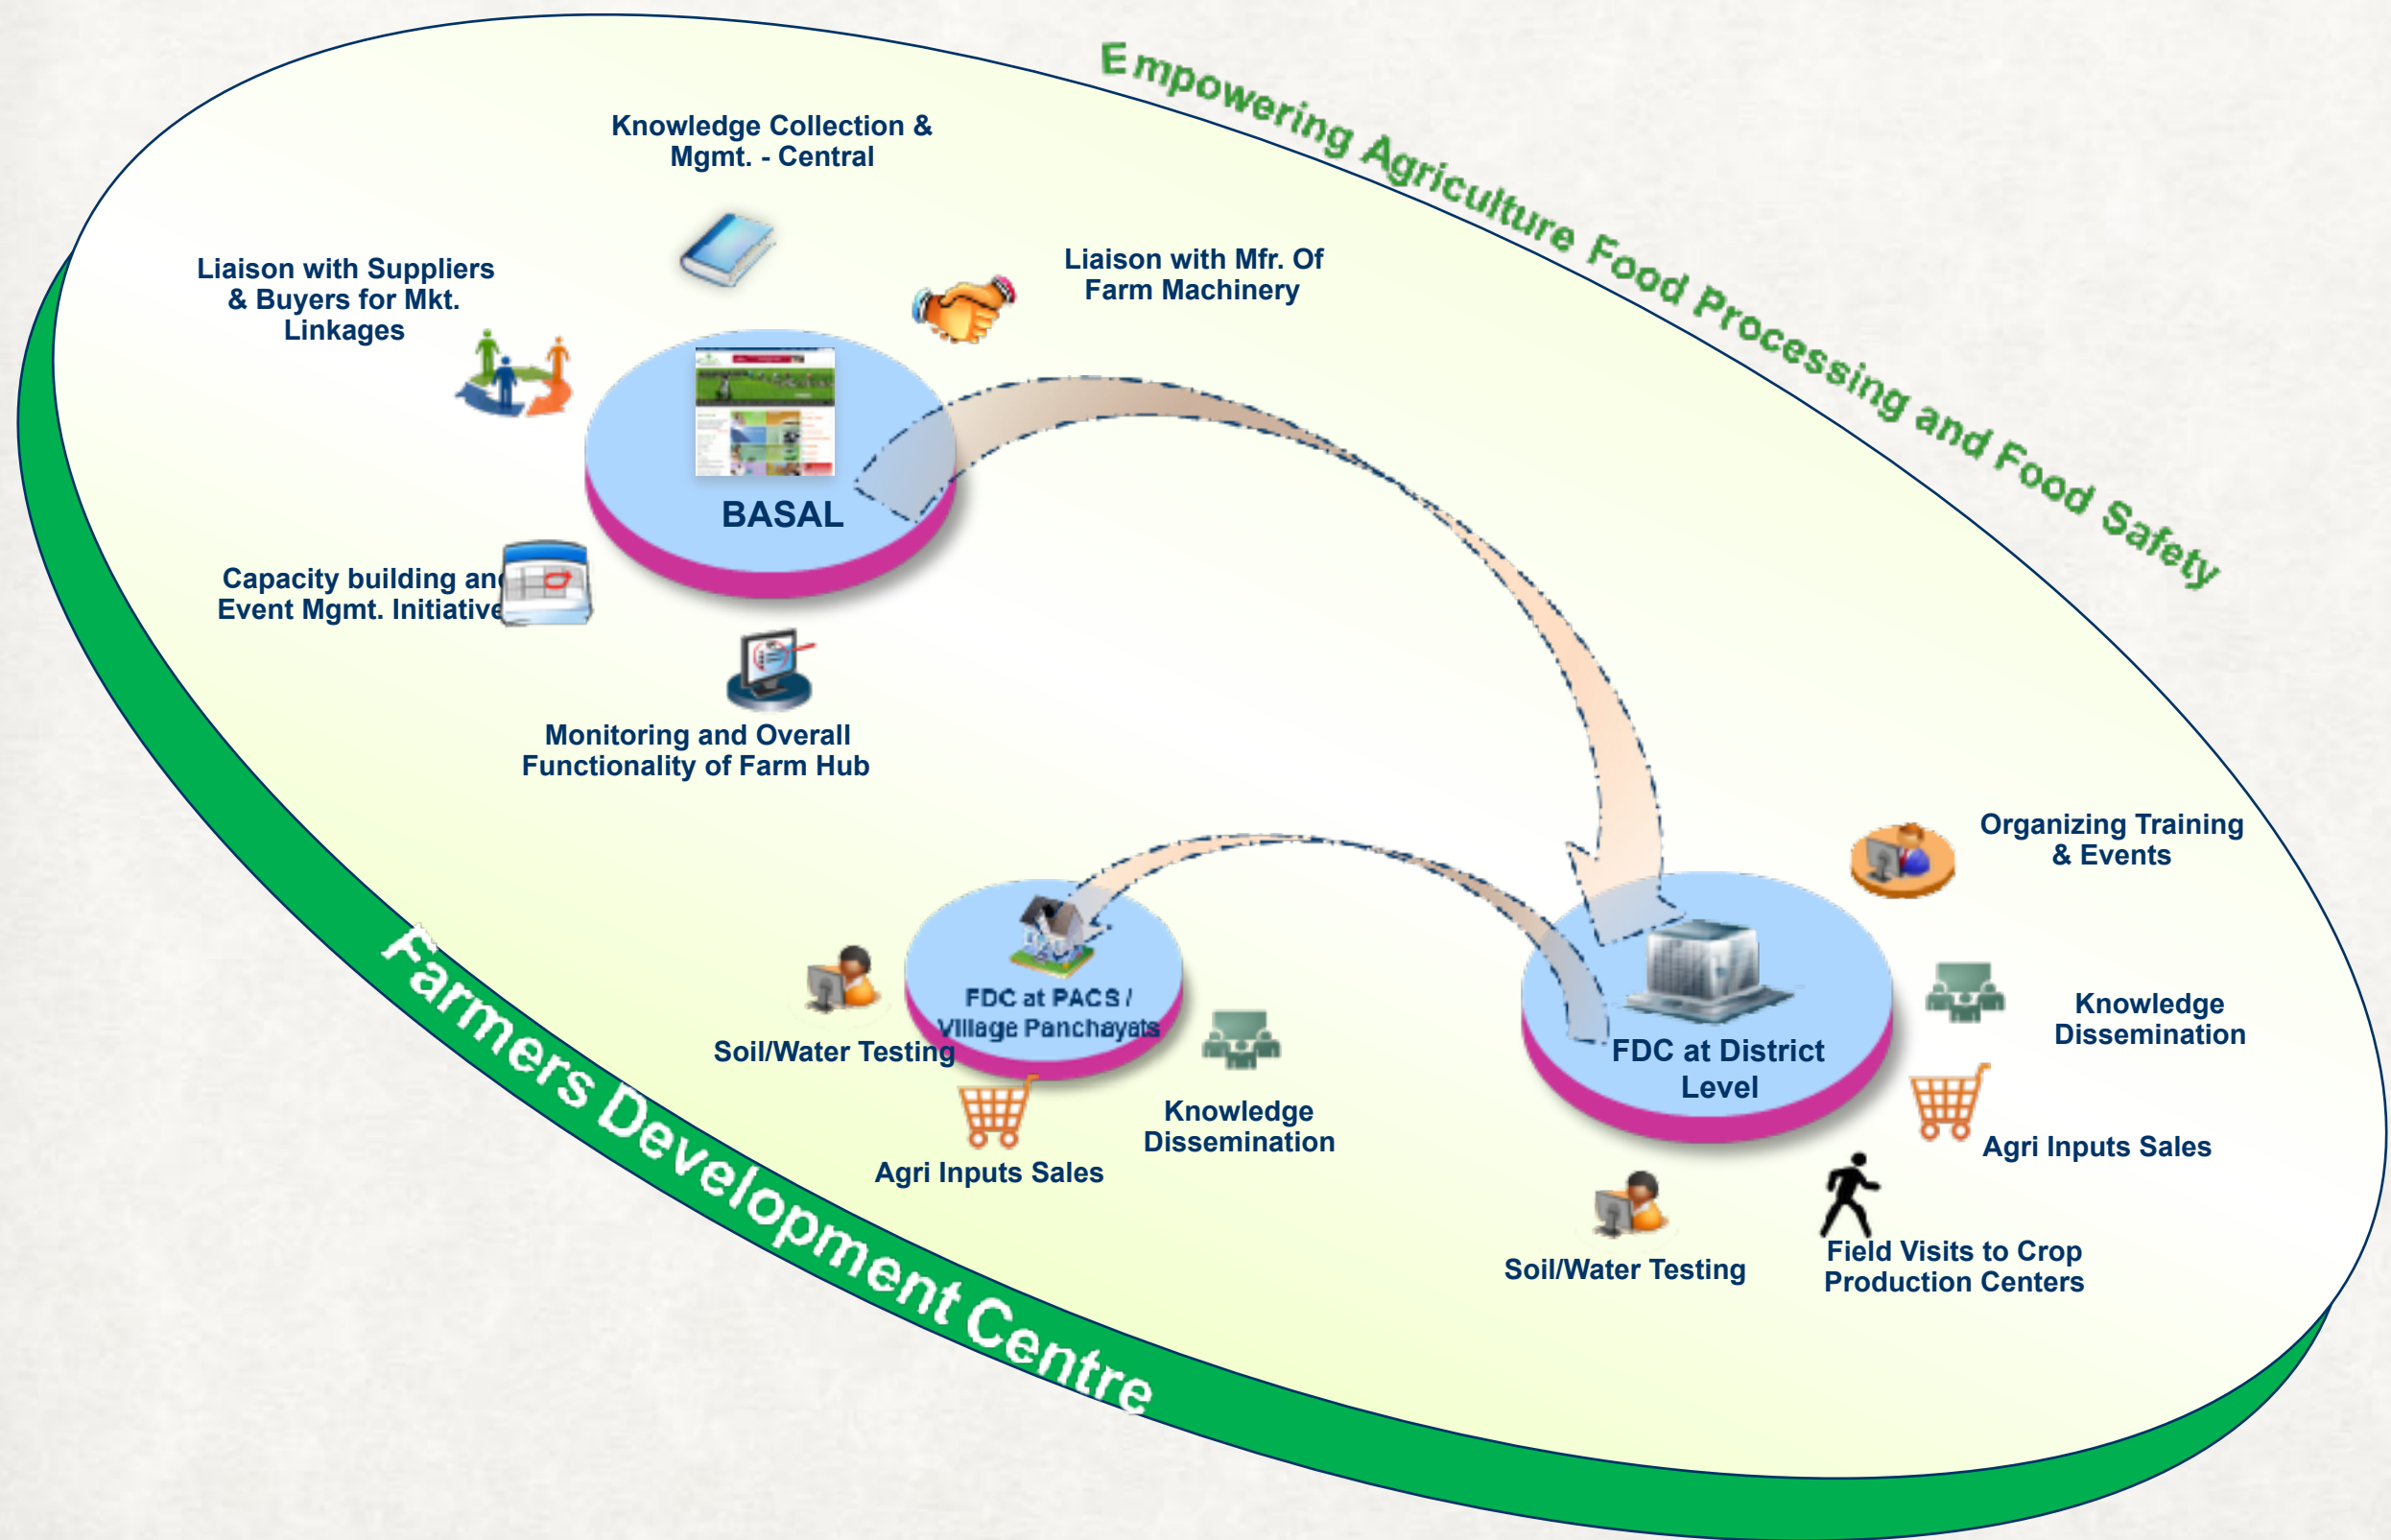 Empowering Agriculture Food Processing and Food Safety
Knowledge Collection &
Mgmt. - Central
Liaison with Mfr. Of
Farm Machinery
Liaison with Suppliers
& Buyers for Mkt.
Linkages
BASAL
Capacity building and
Event Mgmt. Initiative
Monitoring and Overall
Functionality of Farm Hub
Organizing Training
& Events
FDC at PACS /
Village Panchayats
Soil/Water Testing
Knowledge
Dissemination
Agri Inputs Sales
FDC at District
Level
Knowledge
Dissemination
Agri Inputs Sales
Field Visits to Crop
Production Centers
Soil/Water Testing
Farmers Development Centre